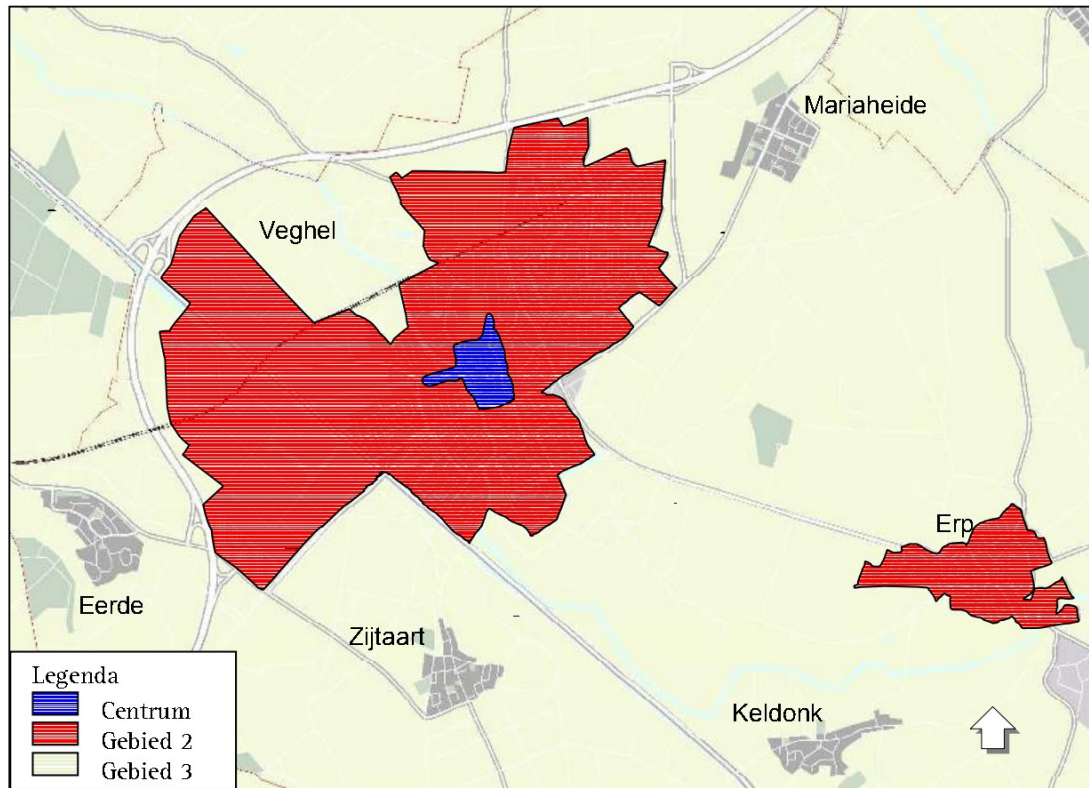 Mariaheide
Veghel
Erp
Eerde
Zijtaart
Keldonk
Legenda
Centrum
Gebied 2
Gebied 3